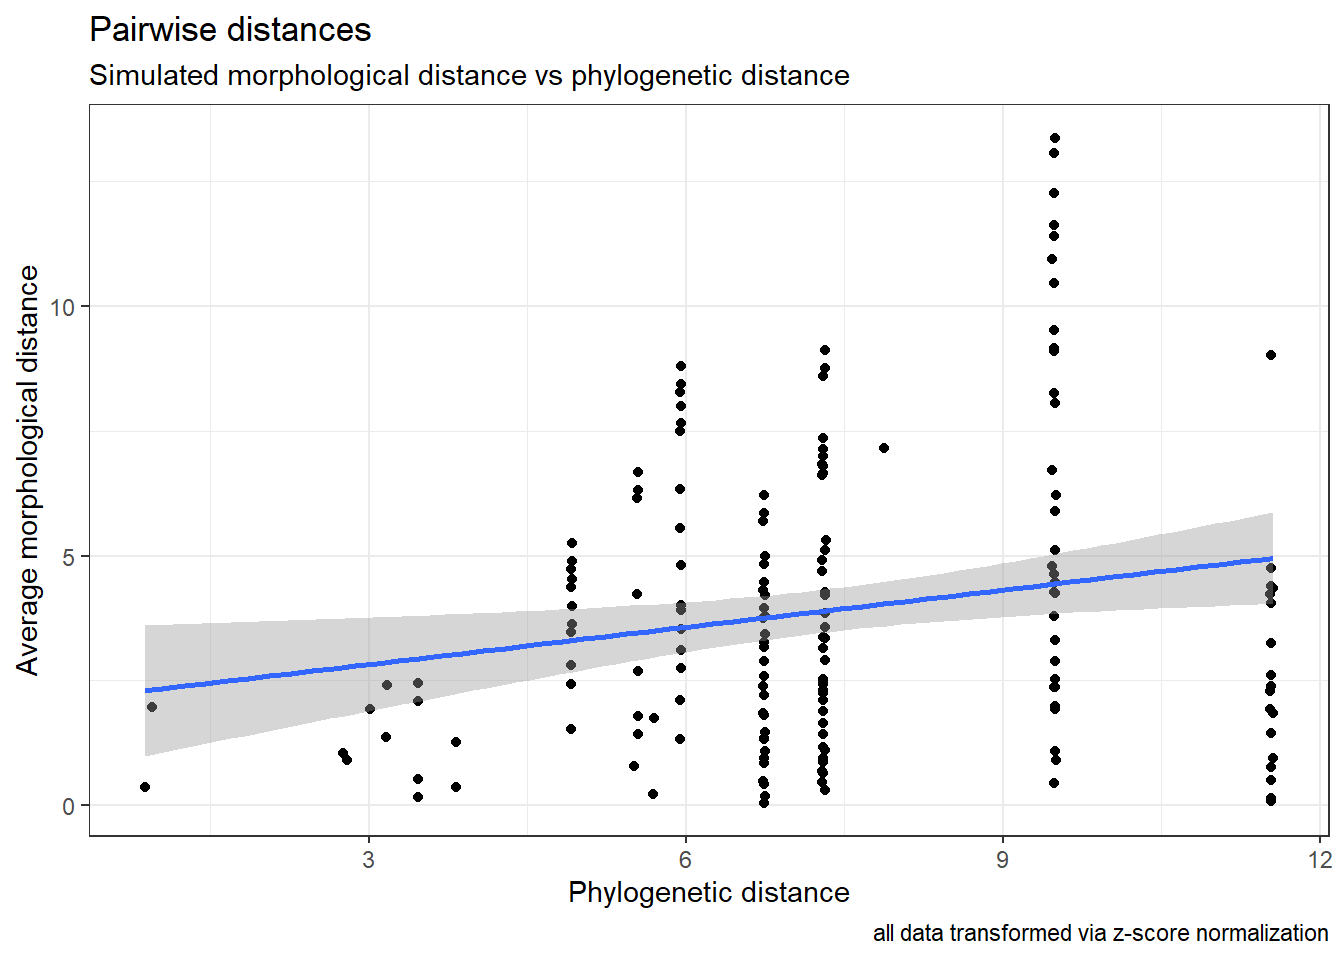 Pairwise distances
Simulated morphological distance vs phylogenetic distance
Average morphological distance
10
5
0
3
6
9
12
Phylogenetic distance
all data transformed via z-score normalization